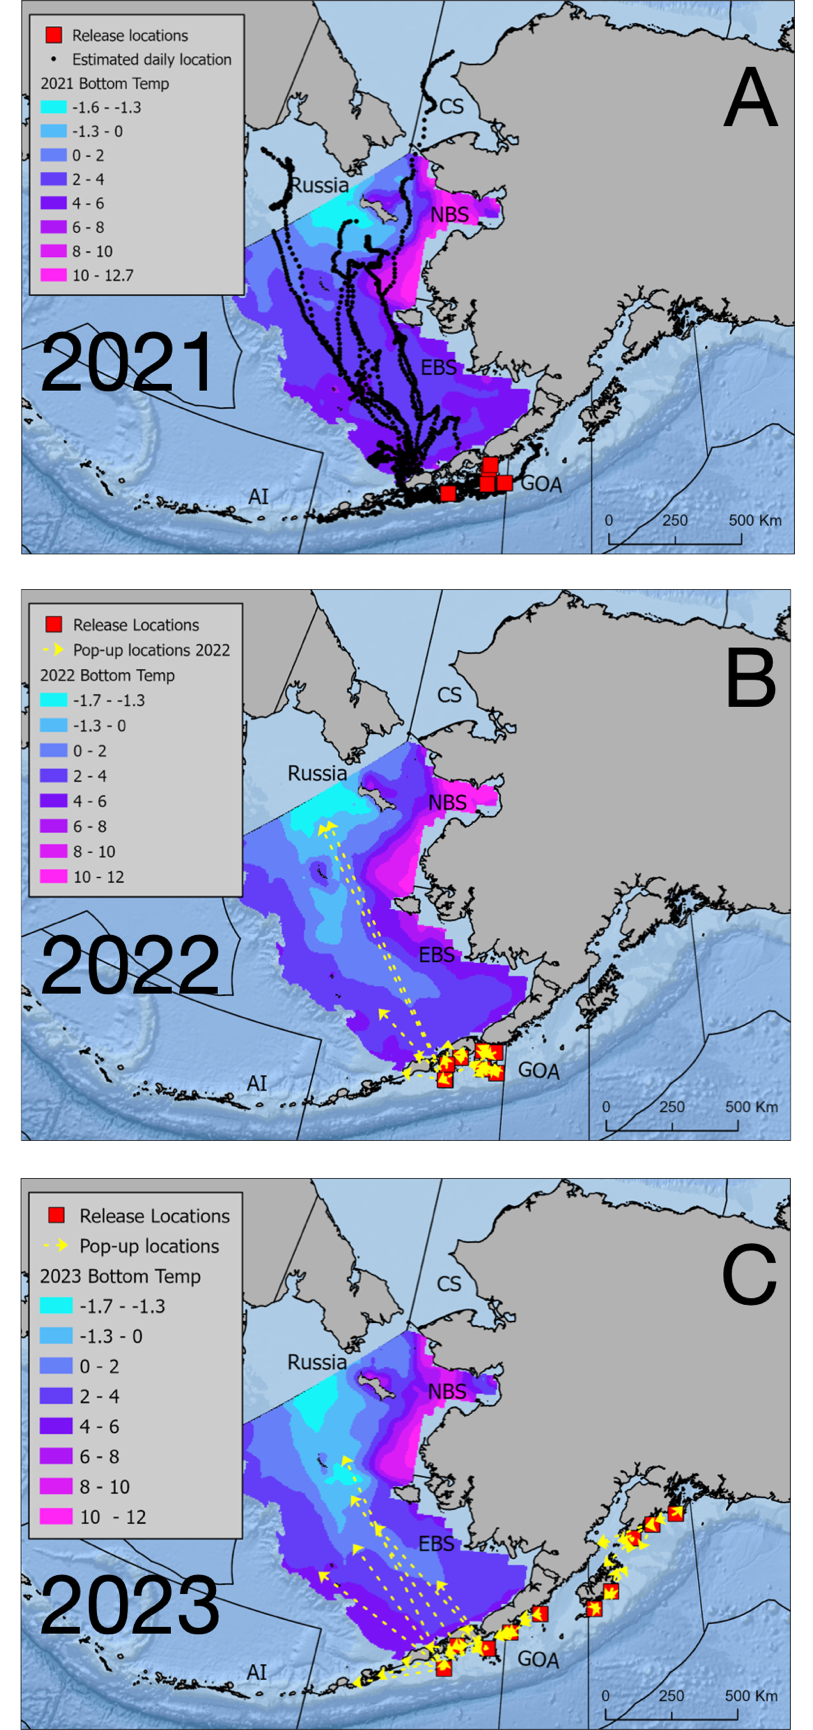 Release locations
Estimated daily location
2021 Bottom Temp
-1.6 - -1.3
-1.3 - 0
0 - 2
2 - 4
4 - 6
6 - 8
8 - 10
10 - 12.7
A
CS
Russia
NBS
2021
EBS
AI
GOA
0 250 500 Km
Release Locations
Pop-up locations 2022
2022 Bottom Temp
-1.7 - -1.3
-1.3 - 0
0 - 2
2 - 4
4 - 6
6 - 8
8 - 10
10 - 12
B
CS
Russia
NBS
2022
EBS
AI
GOA
0 250 500 Km
Release Locations
Pop-up locations
2023 Bottom Temp
-1.7 - -1.3
-1.3 - 0
0 - 2
2 - 4
4 - 6
6 - 8
8 - 10
10 - 12
C
CS
Russia
NBS
EBS
2023
AI
GOA
0 250 500 Km